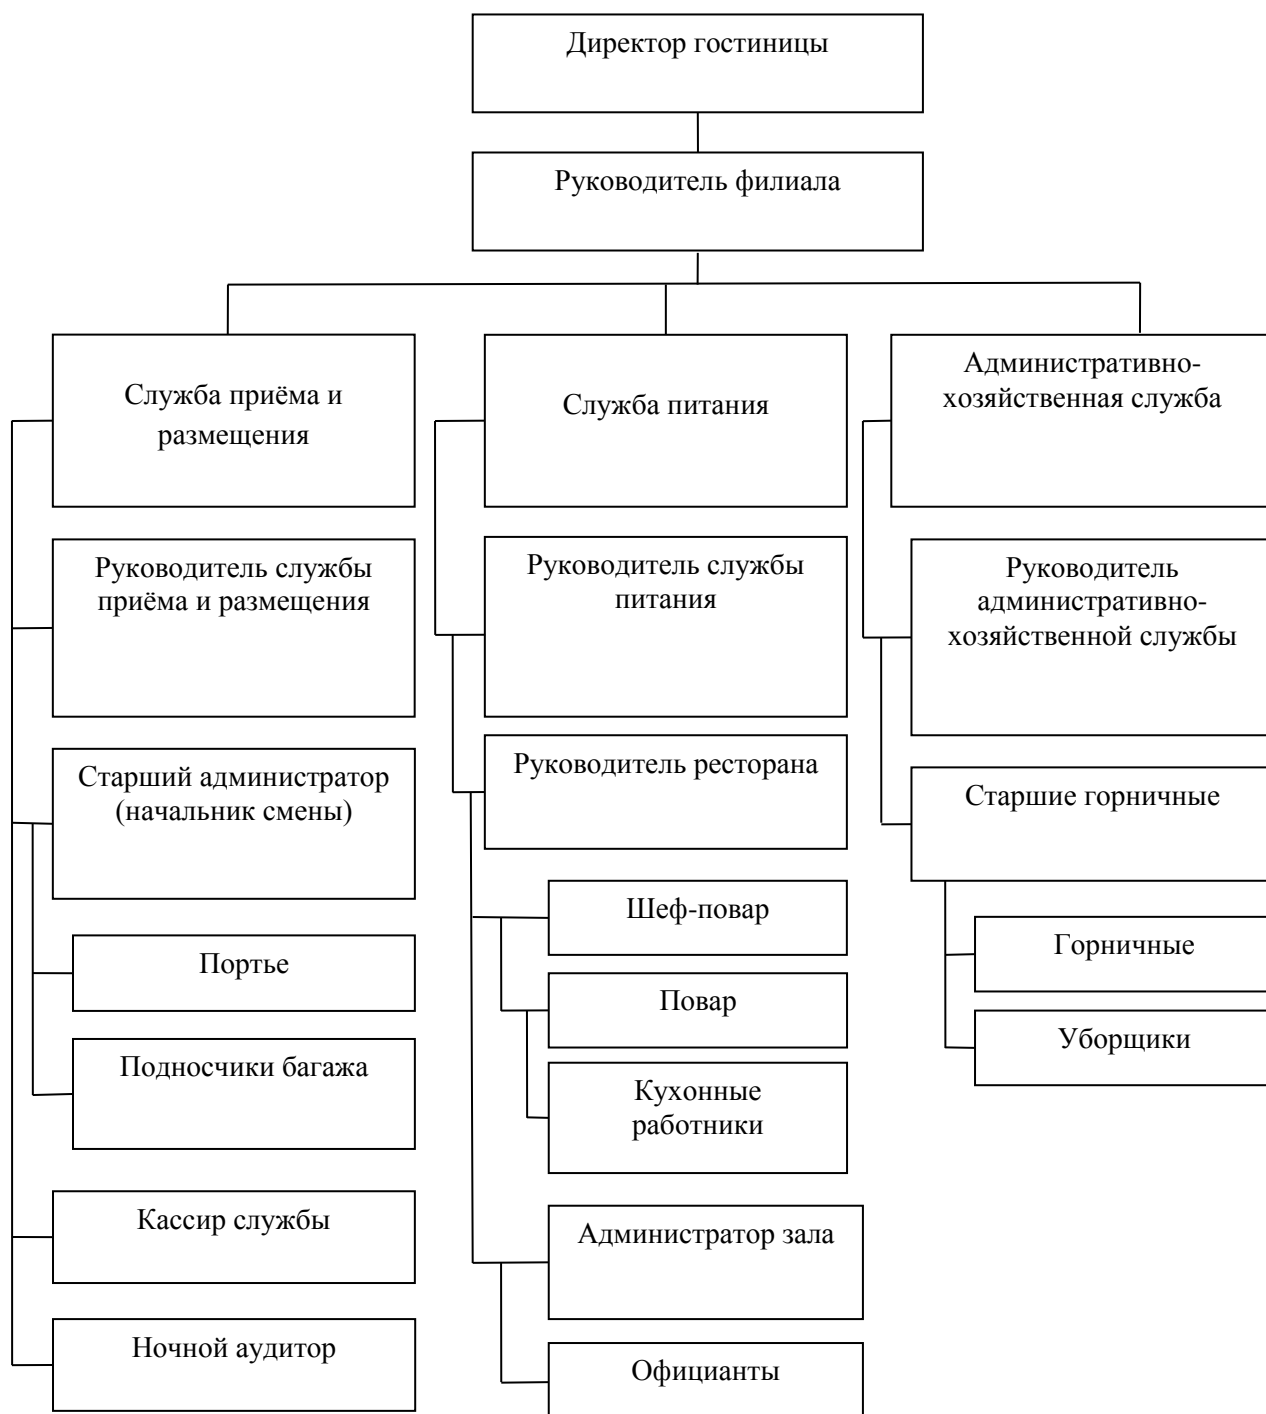 Директор гостиницы
Руководитель филиала
Служба приёма и
размещения
Служба питания
Административно-
хозяйственная служба
Руководитель службы
приёма и размещения
Руководитель службы
питания
Руководитель
административно-
хозяйственной службы
Старший администратор
(начальник смены)
Руководитель ресторана
Старшие горничные
Портье
Шеф-повар
Горничные
Подносчики багажа
Повар
Уборщики
Кухонные
работники
Кассир службы
Администратор зала
Ночной аудитор
Официанты